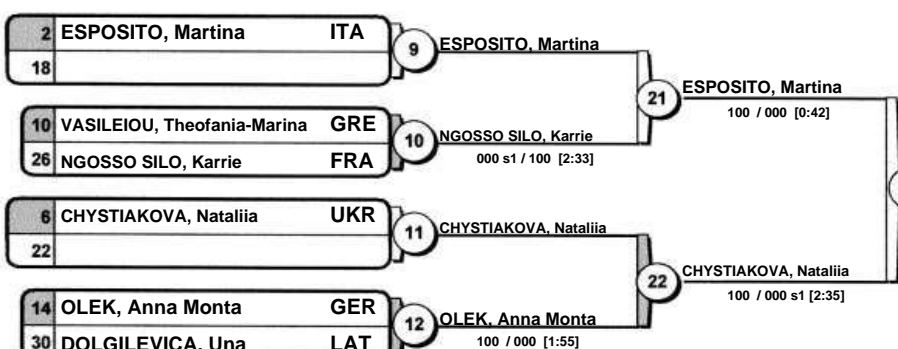 2 ESPOSITO, Martina ITA
18
9 ESPOSITO, Martina
21 ESPOSITO, Martina
100 / 000 [0:42]
10 VASILEIOU, Theofania-Marina GRE
26 NGOSSO SILO, Karrie FRA
10 NGOSSO SILO, Karrie
000 s1 / 100 [2:33]
6 CHYSTIAKOVA, Nataliia UKR
22
11 CHYSTIAKOVA, Nataliia
22 CHYSTIAKOVA, Nataliia
100 / 000 s1 [2:35]
14 OLEK, Anna Monta GER
30 DOLGILEVICA, Una LAT
12 OLEK, Anna Monta
100 / 000 [1:55]